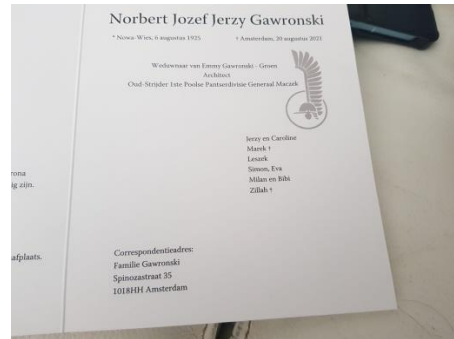 Norbert Jozef Jerzy Gawronski
* Nowa-Wies, 6 augustus 1925 † Amsterdam, 20 augustus 2021
Weduwnaar van Emmy Gawronski - Groen
Architect
Oud-Strijder 1ste Poolse Pantserdivisie Generaal Maczek
Jerzy en Caroline
Marek †
Leszek
Simon, Eva
Milan en Bibi
Zillah †
rona
ig zijn.
afplaats.
Correspondentieadres:
Familie Gawronski
Spinozastraat 35
1018HH Amsterdam